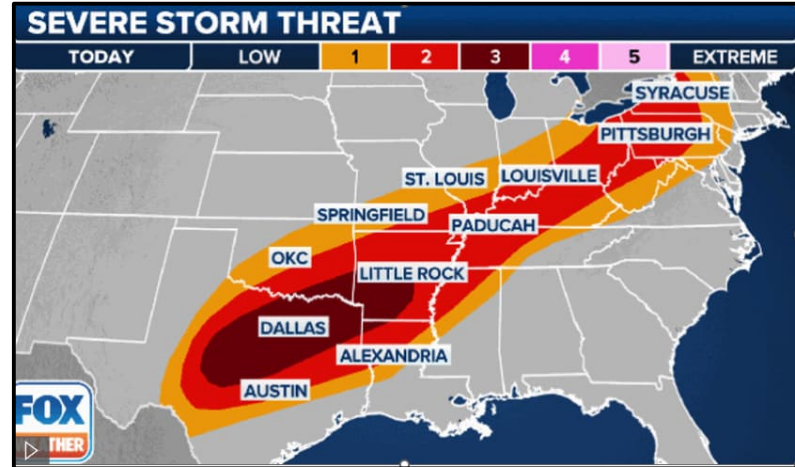 SEVERE STORM THREAT
TODAY LOW 1 2 3 4 5 EXTREME
SYRACUSE
PITTSBURGH
ST. LOUIS LOUISVILLE
SPRINGFIELD
PADUCAH
OKC
LITTLE ROCK
DALLAS
ALEXANDRIA
AUSTIN
FOX
THER